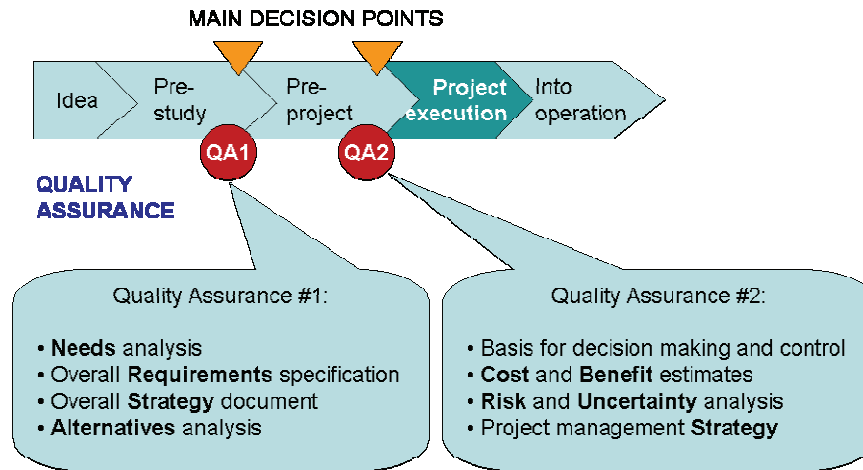 MAIN DECISION POINTS
Idea
Pre-
study
Pre-
project
Project
execution
Into
operation
QA1
QA2
QUALITY
ASSURANCE
Quality Assurance #1:
• Needs analysis
• Overall Requirements specification
• Overall Strategy document
• Alternatives analysis
Quality Assurance #2:
• Basis for decision making and control
• Cost and Benefit estimates
• Risk and Uncertainty analysis
• Project management Strategy